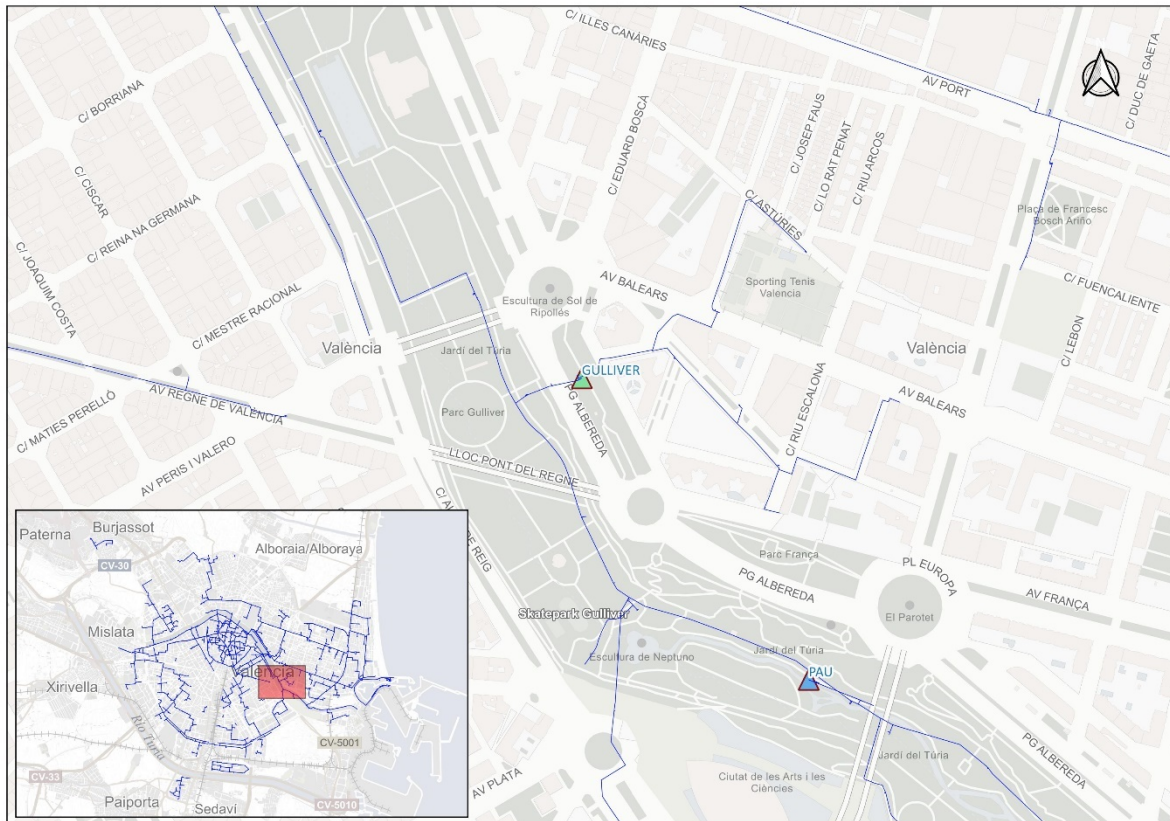 C/ ILLES CANÀRIES
C/ DUC DE GAETA
AV PORT
C/ BORRIANA
C/ EDUARD BOSCÀ
C/ JOSEP FAUS
C/ LO RAT PENAT
C/ RIU ARCOS
C/ CISCAR
C/ ASTÚRIES
Plaça de Francesc
Bosch Ariño
C/ REINA NA GERMANA
C/ JOAQUIM COSTA
AV BALEARS
C/ FUENCALIENTE
Sporting Tenis
Valencia
Escultura de Sol de
Ripollés
C/ MESTRE RACIONAL
València
Jardí del Túria
València
C/ LEBON
GULLIVER
AV REGNE DE VALÈNCIA
Parc Gulliver
PG ALBEREDA
AV BALEARS
C/ RIU ESCALONA
C/ MATIES PERELLÓ
AV PERIS I VALERO
LLOC PONT DEL REGNE
DE REIG
Parc França
PL EUROPA
PG ALBEREDA
AV FRANÇA
El Parotet
Skatepark Gulliver
Escultura de Neptuno
Jardí del Túria
PAU
Jardí del Túria
PG ALBEREDA
Ciutat de les Arts i les
Ciències
AV PLATA
Paterna
Burjassot
Alboraia/Alboraya
CV-30
Mislata
València
Xirivella
Río Turia
CV-5001
CV-33
CV-5010
Paiporta
Sedaví